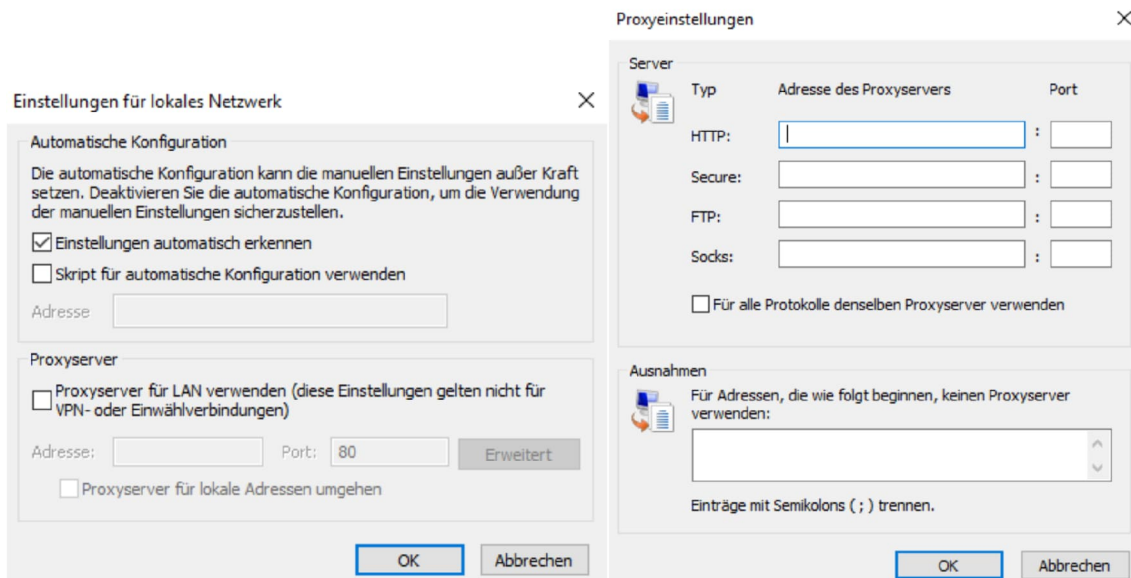 Einstellungen für lokales Netzwerk
Automatische Konfiguration
Die automatische Konfiguration kann die manuellen Einstellungen außer Kraft
setzen. Deaktivieren Sie die automatische Konfiguration, um die Verwendung
der manuellen Einstellungen sicherzustellen.
Einstellungen automatisch erkennen
Skript für automatische Konfiguration verwenden
Adresse
Proxyserver
Proxyserver für LAN verwenden (diese Einstellungen gelten nicht für
VPN- oder Einwählverbindungen)
Adresse: Port: 80 Erweitert
Proxyserver für lokale Adressen umgehen
OK Abbrechen
Proxyeinstellungen
Server
Typ Adresse des Proxyservers Port
HTTP: :
Secure: :
FTP: :
Socks: :
Für alle Protokolle denselben Proxyserver verwenden
Ausnahmen
Für Adressen, die wie folgt beginnen, keinen Proxyserver
verwenden:
Einträge mit Semikolons ( ; ) trennen.
OK Abbrechen